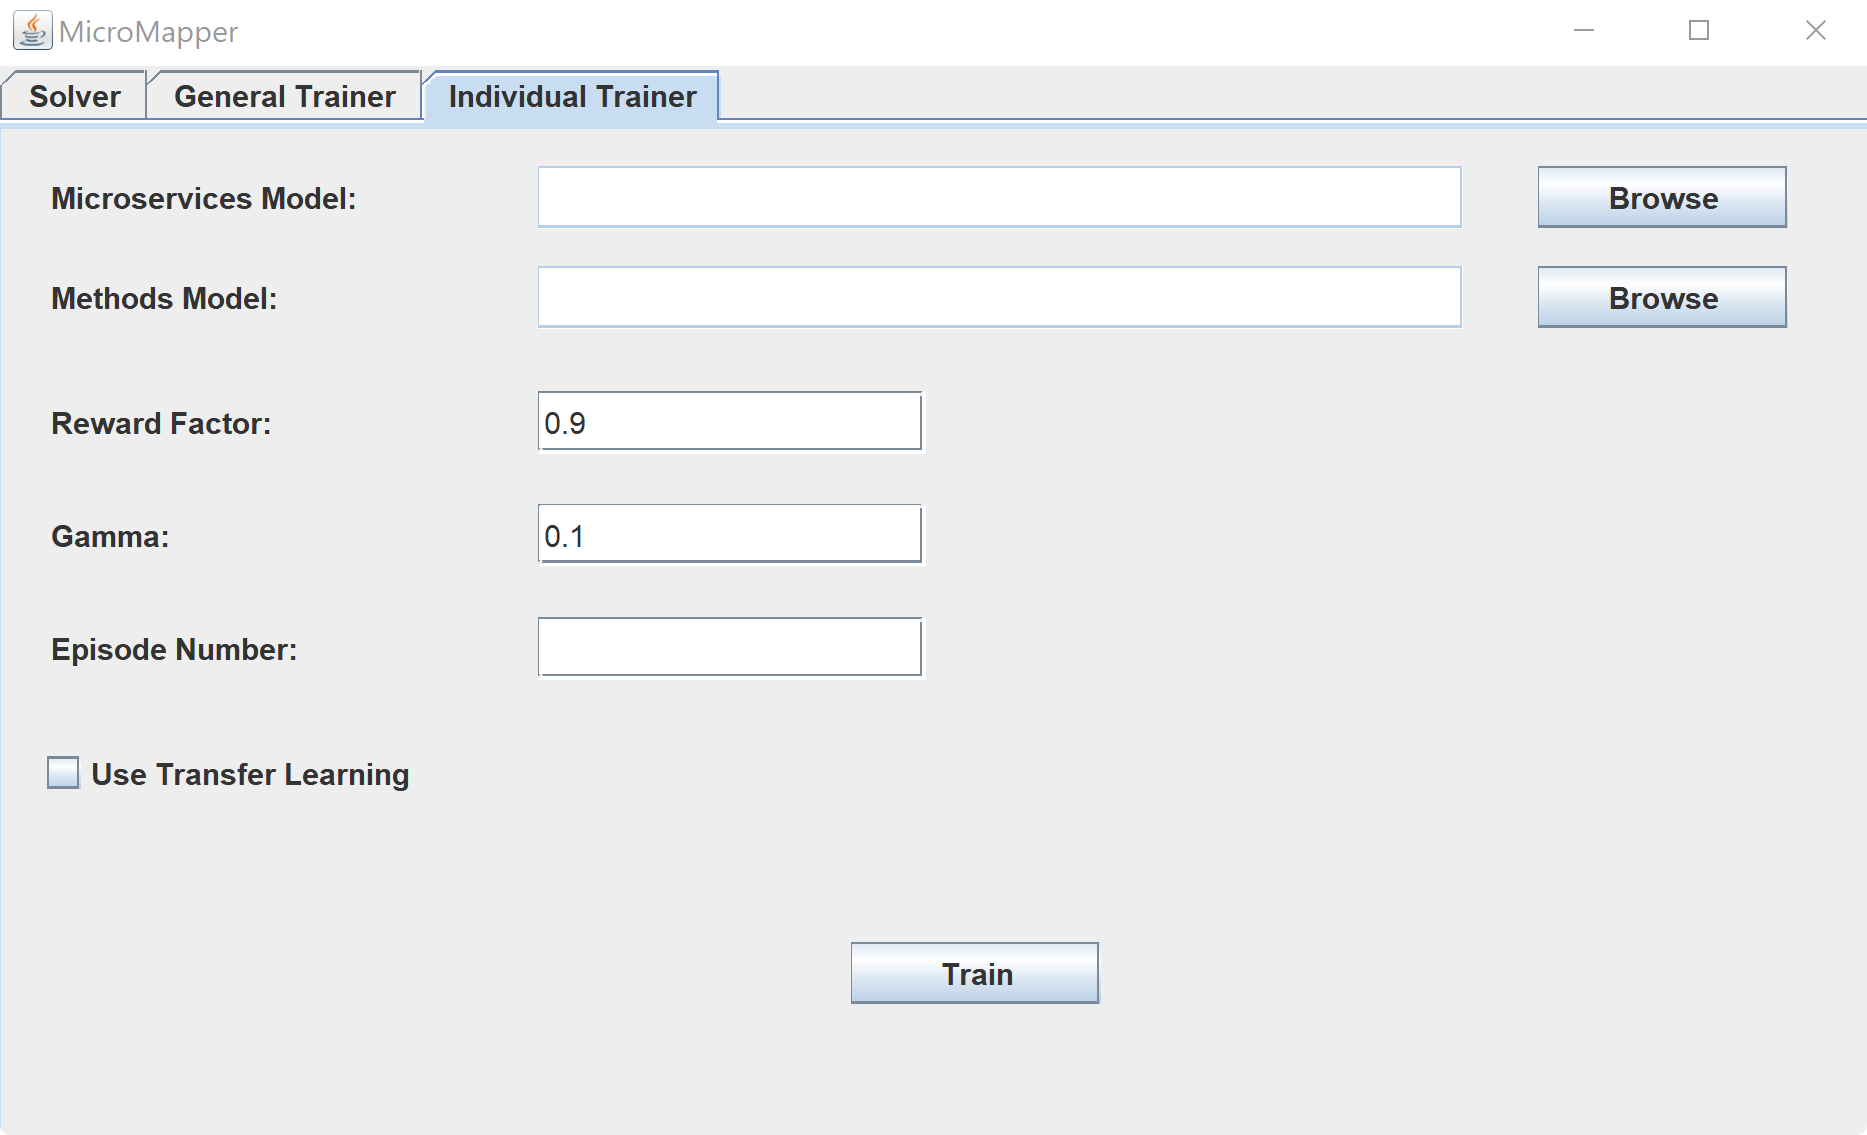 MicroMapper
Solver General Trainer Individual Trainer
Microservices Model: Browse
Methods Model: Browse
Reward Factor: 0.9
Gamma: 0.1
Episode Number:
Use Transfer Learning
Train